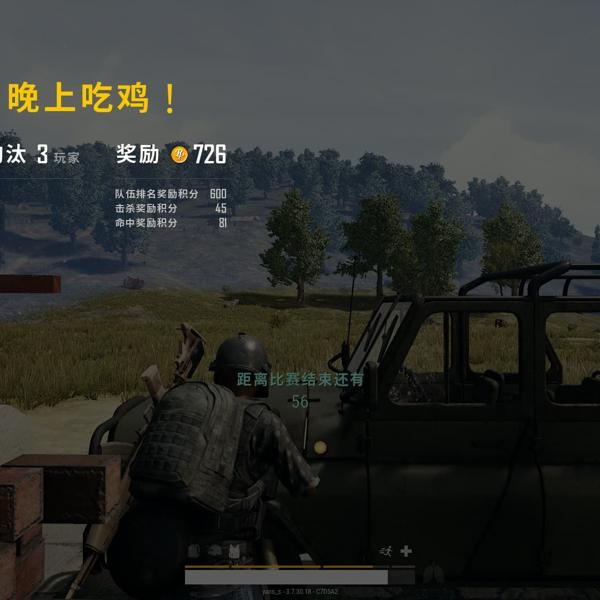 晚上吃鸡！
汰 3 玩家
奖励 726
队伍排名奖励积分 600
击杀奖励积分 45
命中奖励积分 81
距离比赛结束还有
56